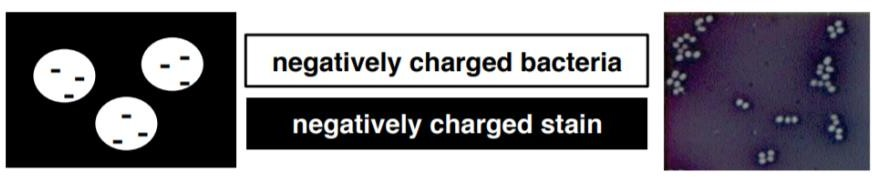 negatively charged bacteria
negatively charged stain